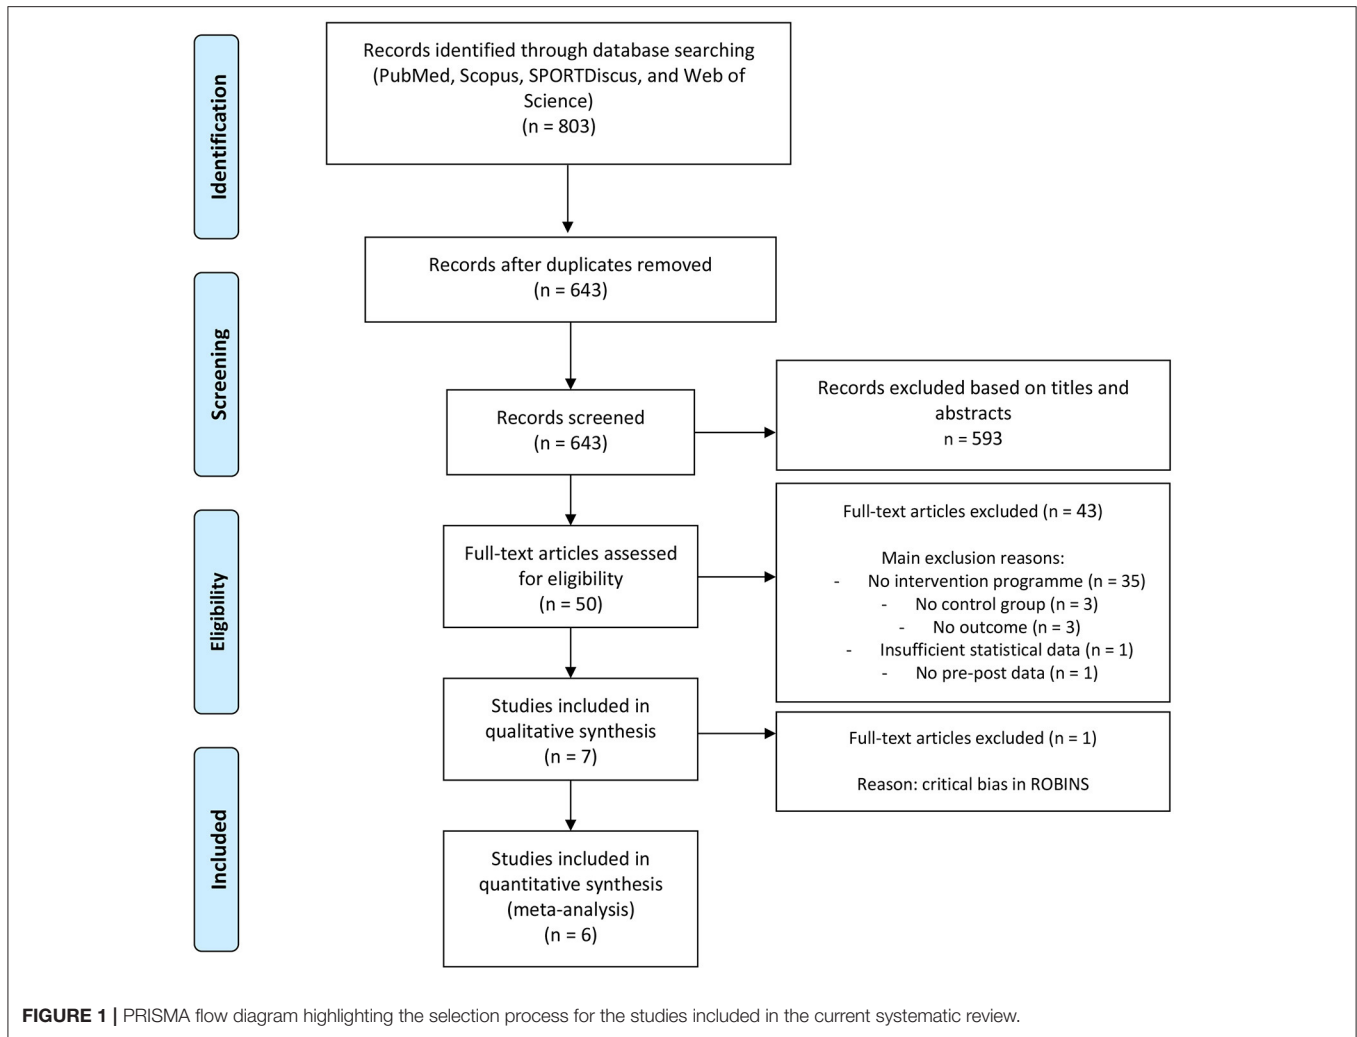 Identification
Records identified through database searching
(PubMed, Scopus, SPORTDiscus, and Web of
Science)
(n = 803)
Records after duplicates removed
(n = 643)
Screening
Records screened
(n = 643)
Records excluded based on titles and
abstracts
n = 593
Eligibility
Full-text articles assessed
for eligibility
(n = 50)
Full-text articles excluded (n = 43)
Main exclusion reasons:
- No intervention programme (n = 35)
- No control group (n = 3)
- No outcome (n = 3)
- Insufficient statistical data (n = 1)
- No pre-post data (n = 1)
Studies included in
qualitative synthesis
(n = 7)
Full-text articles excluded (n = 1)
Reason: critical bias in ROBINS
Included
Studies included in
quantitative synthesis
(meta-analysis)
(n = 6)
FIGURE 1 | PRISMA flow diagram highlighting the selection process for the studies included in the current systematic review.